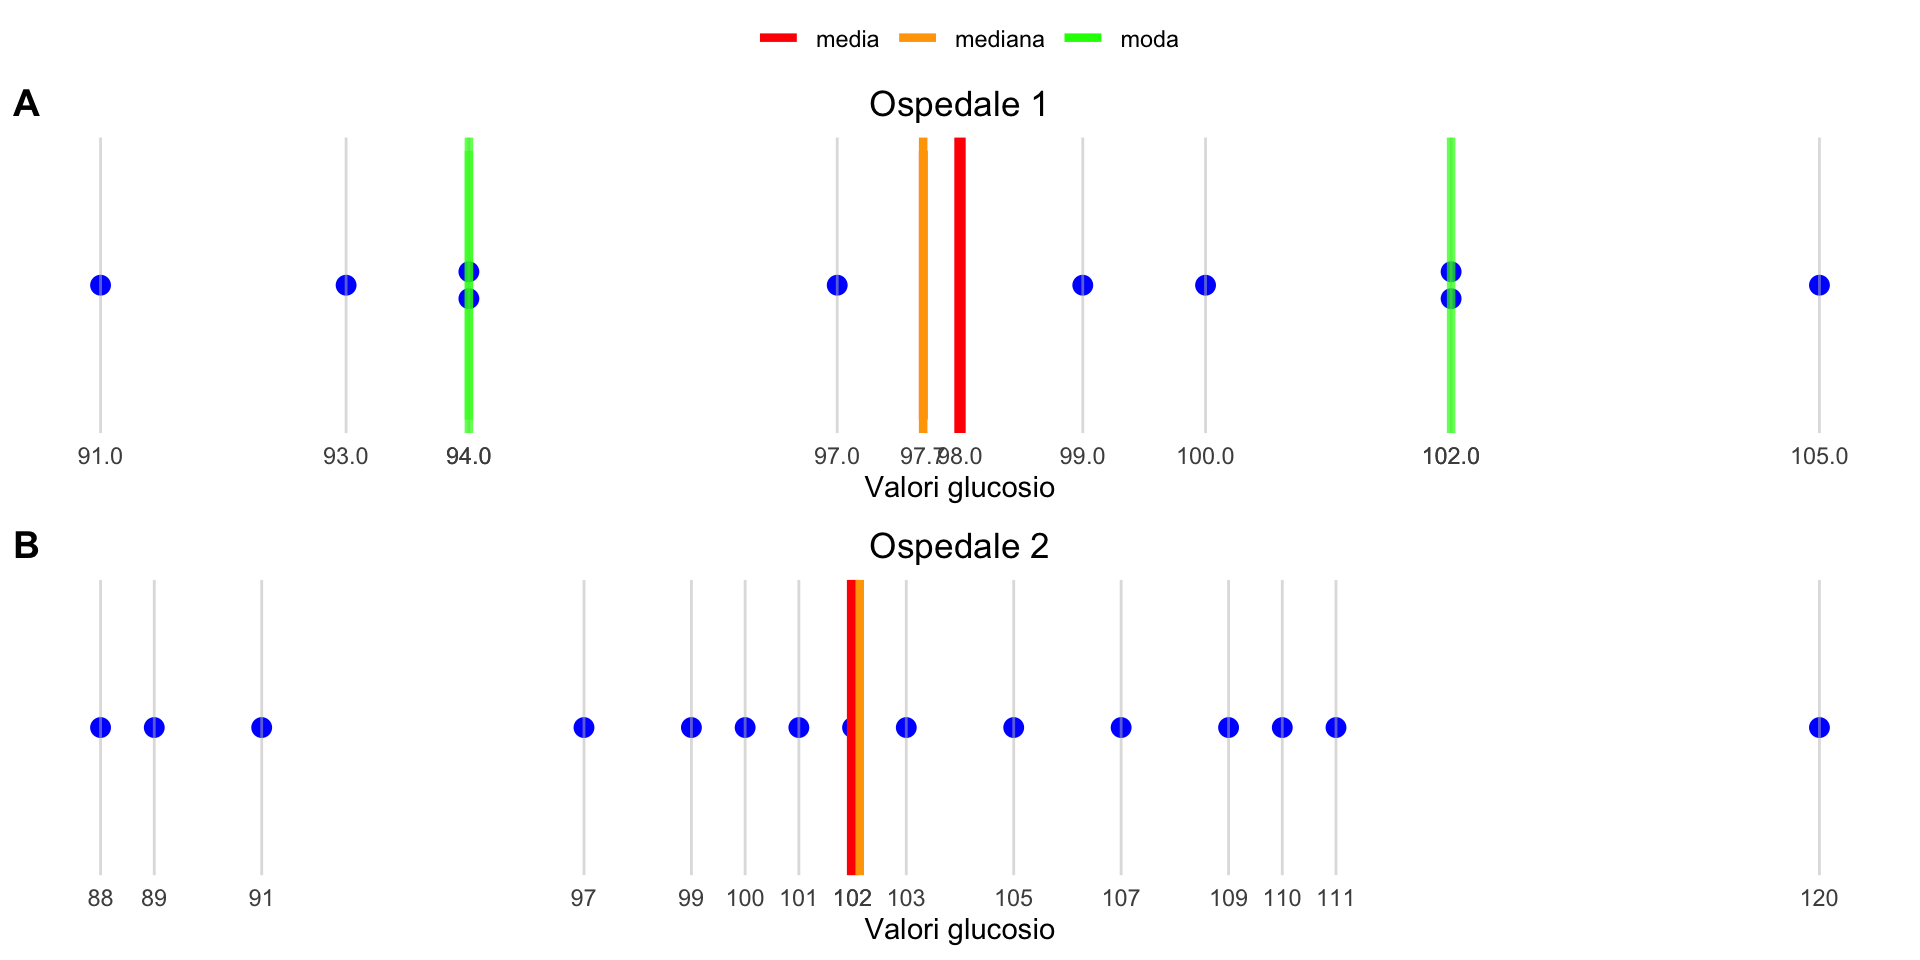 media mediana moda
A
Ospedale 1
91.0 93.0 94.0 97.0 97.7 98.0 99.0 100.0 102.0 105.0
Valori glucosio
B
Ospedale 2
88 89 91 97 99 100 101 102 103 105 107 109 110 111 120
Valori glucosio